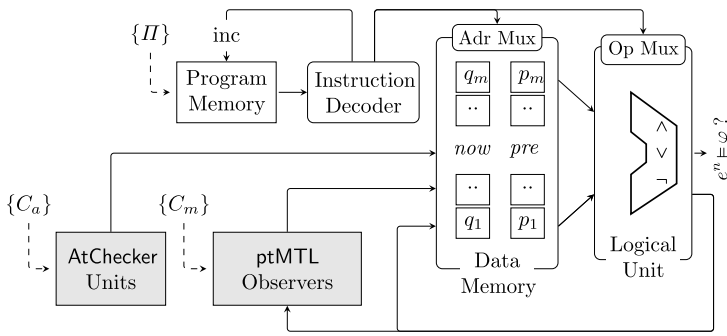 {Π}
inc
Program
Memory
Instruction
Decoder
Adr Mux
q_m
p_m
..
..
now
pre
..
..
q_1
p_1
Data
Memory
Op Mux
∧
∨
¬
Logical
Unit
e^n ⊨ φ ?
{C_a}
AtChecker
Units
{C_m}
ptMTL
Observers